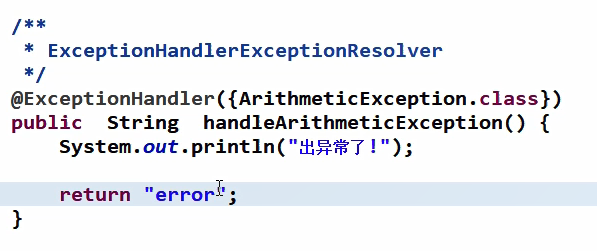 /**
 * ExceptionHandlerExceptionResolver
 */
@ExceptionHandler({ArithmeticException.class})
public  String  handleArithmeticException() {
    System.out.println("出异常了!");
    return "error";
}